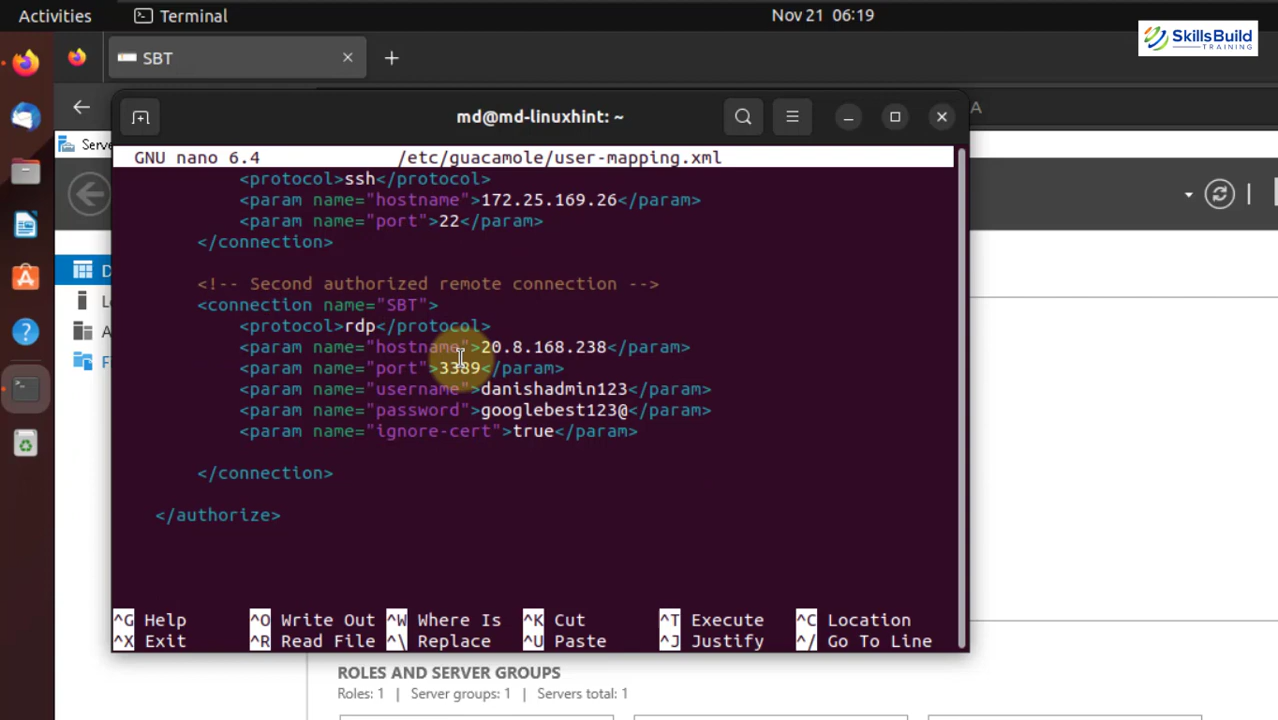 Activities
Terminal
Nov 21 06:19
SkillsBuild
TRAINING
SBT
md@md-linuxhint: ~
A
Serve
GNU nano 6.4 /etc/guacamole/user-mapping.xml
<protocol>ssh</protocol>
<param name="hostname">172.25.169.26</param>
<param name="port">22</param>
</connection>
<!-- Second authorized remote connection -->
<connection name="SBT">
<protocol>rdp</protocol>
<param name="hostname">20.8.168.238</param>
<param name="port">3389</param>
<param name="username">danishadmin123</param>
<param name="password">googlebest123@</param>
<param name="ignore-cert">true</param>
</connection>
</authorize>
D
L
A
F
^G Help ^O Write Out ^W Where Is ^K Cut ^T Execute ^C Location
^X Exit ^R Read File ^\ Replace ^U Paste ^J Justify ^/ Go To Line
ROLES AND SERVER GROUPS
Roles: 1 | Server groups: 1 | Servers total: 1